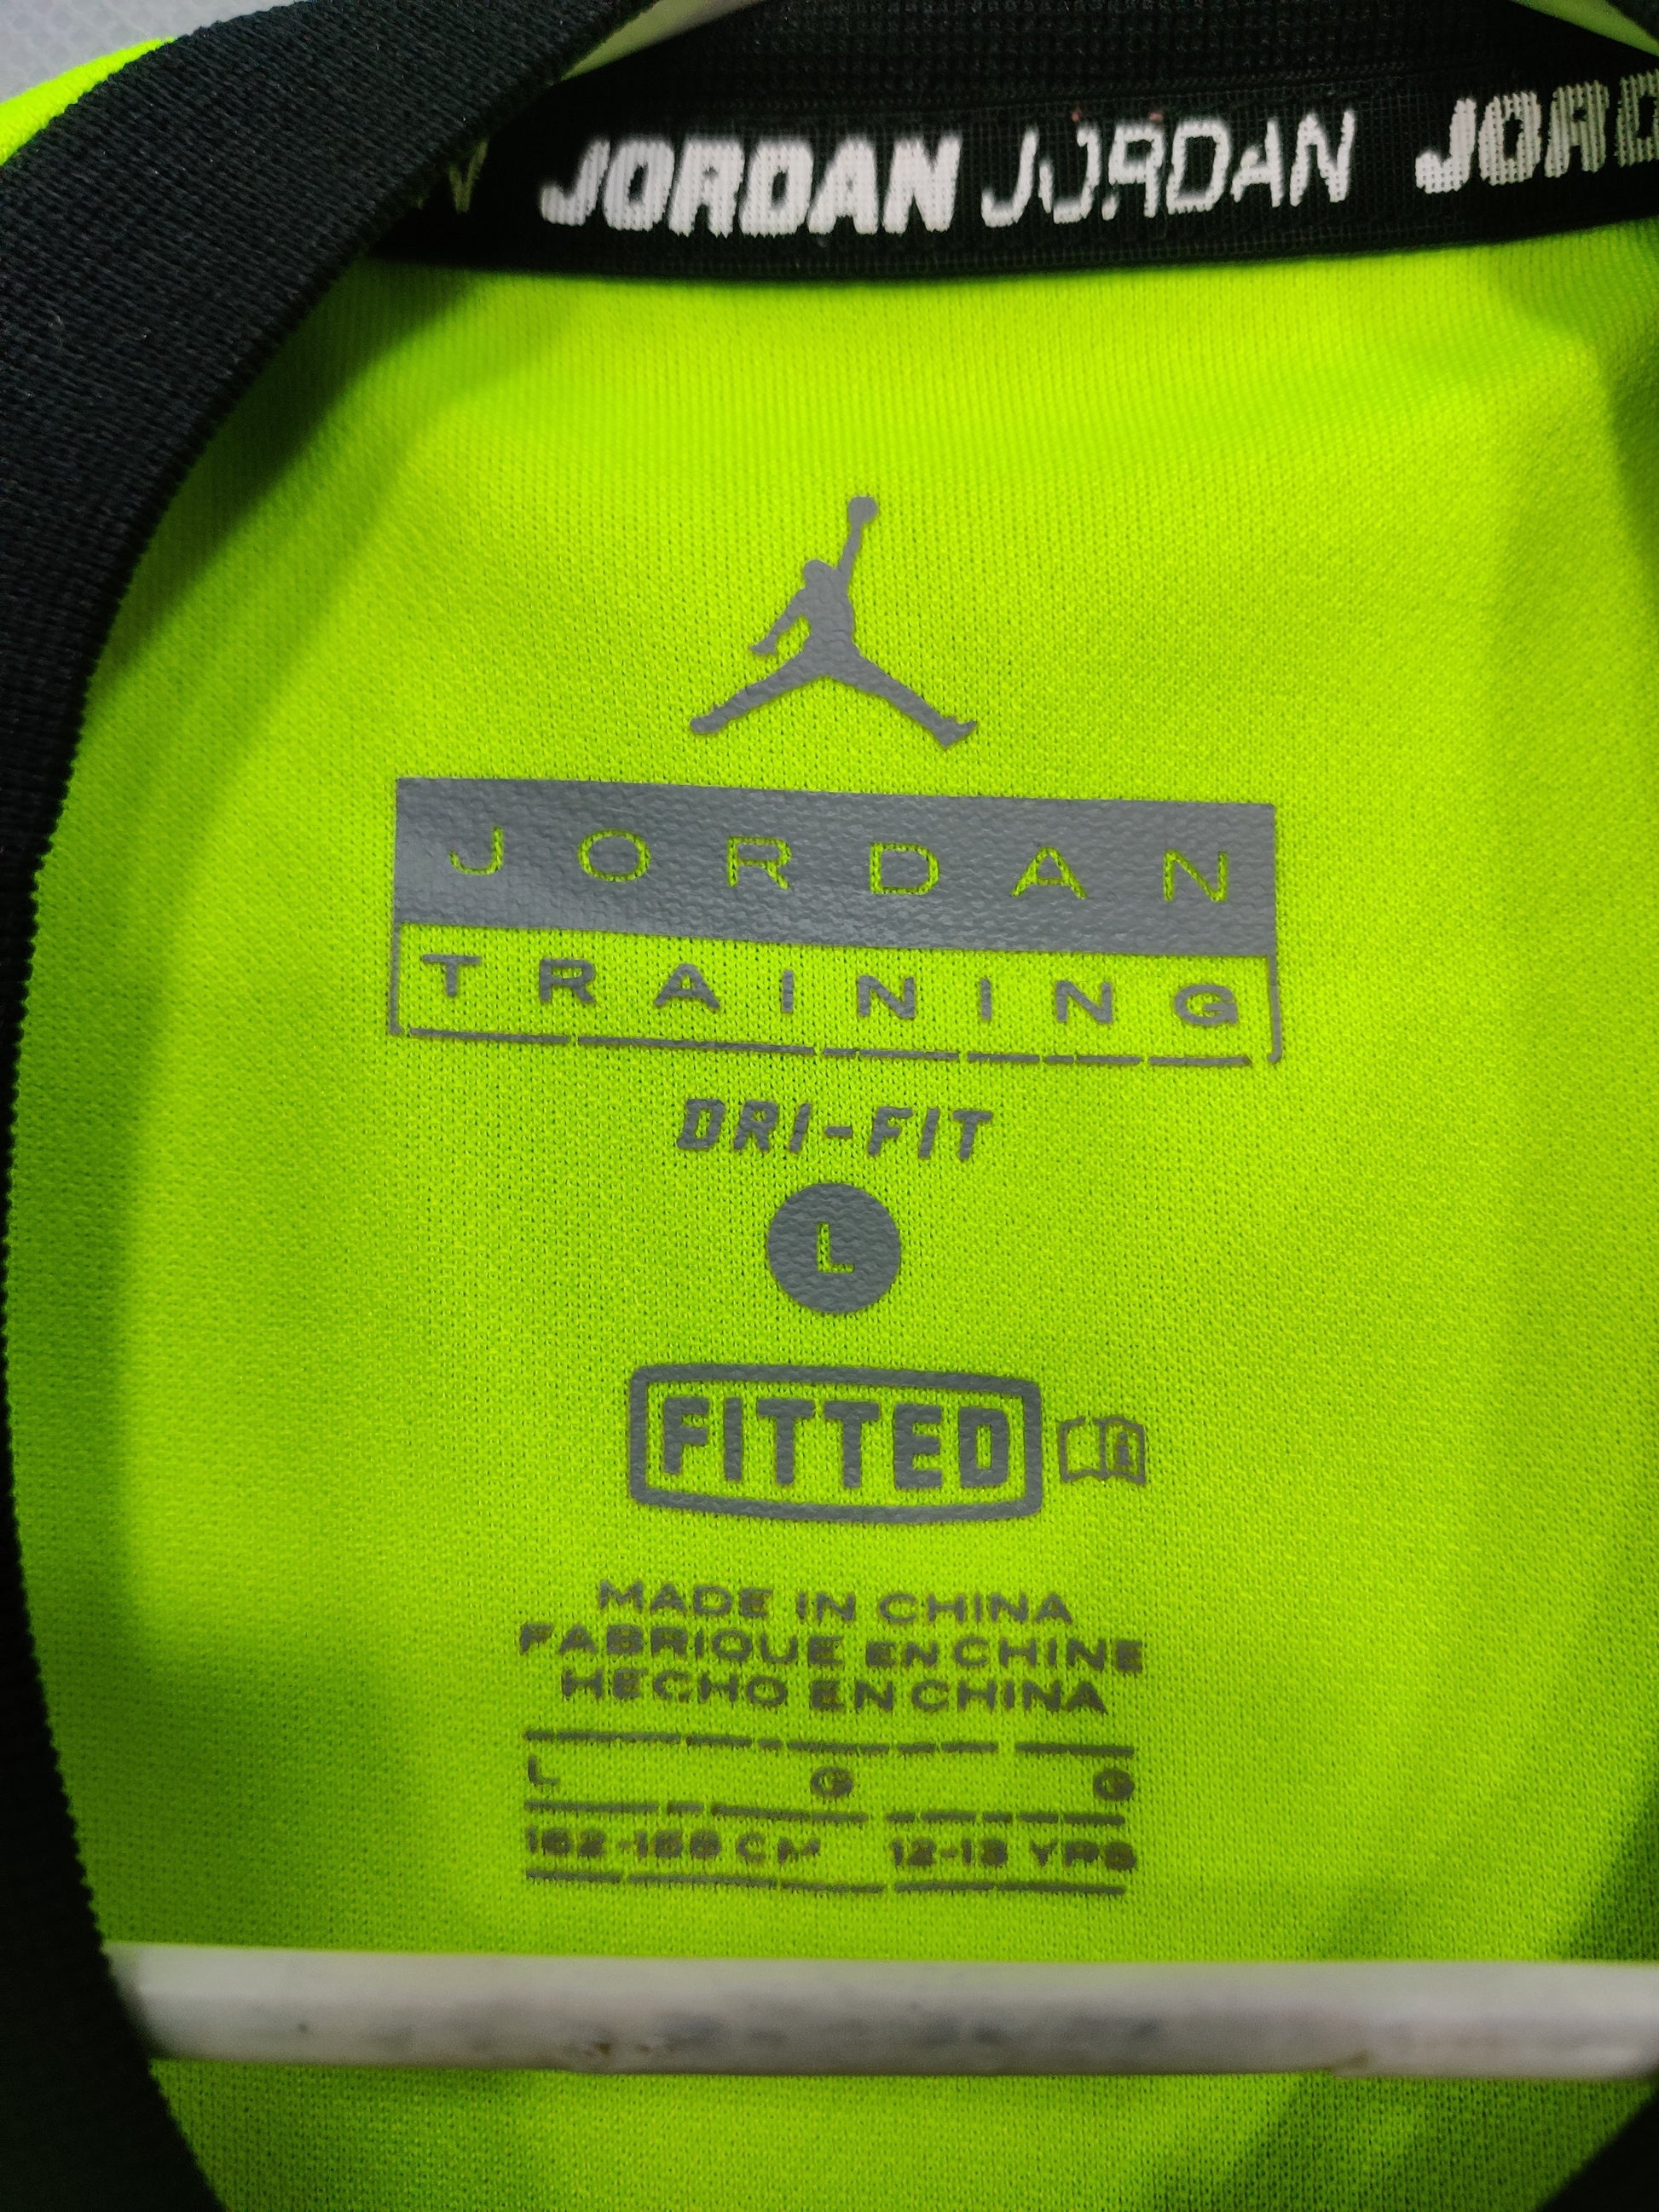 JORDAN JORDAN JORD
JORDAN
TRAINING
DRI-FIT
L
FITTED
MADE IN CHINA
FABRIQUE EN CHINE
HECHO EN CHINA
L G G
12-13 YRS